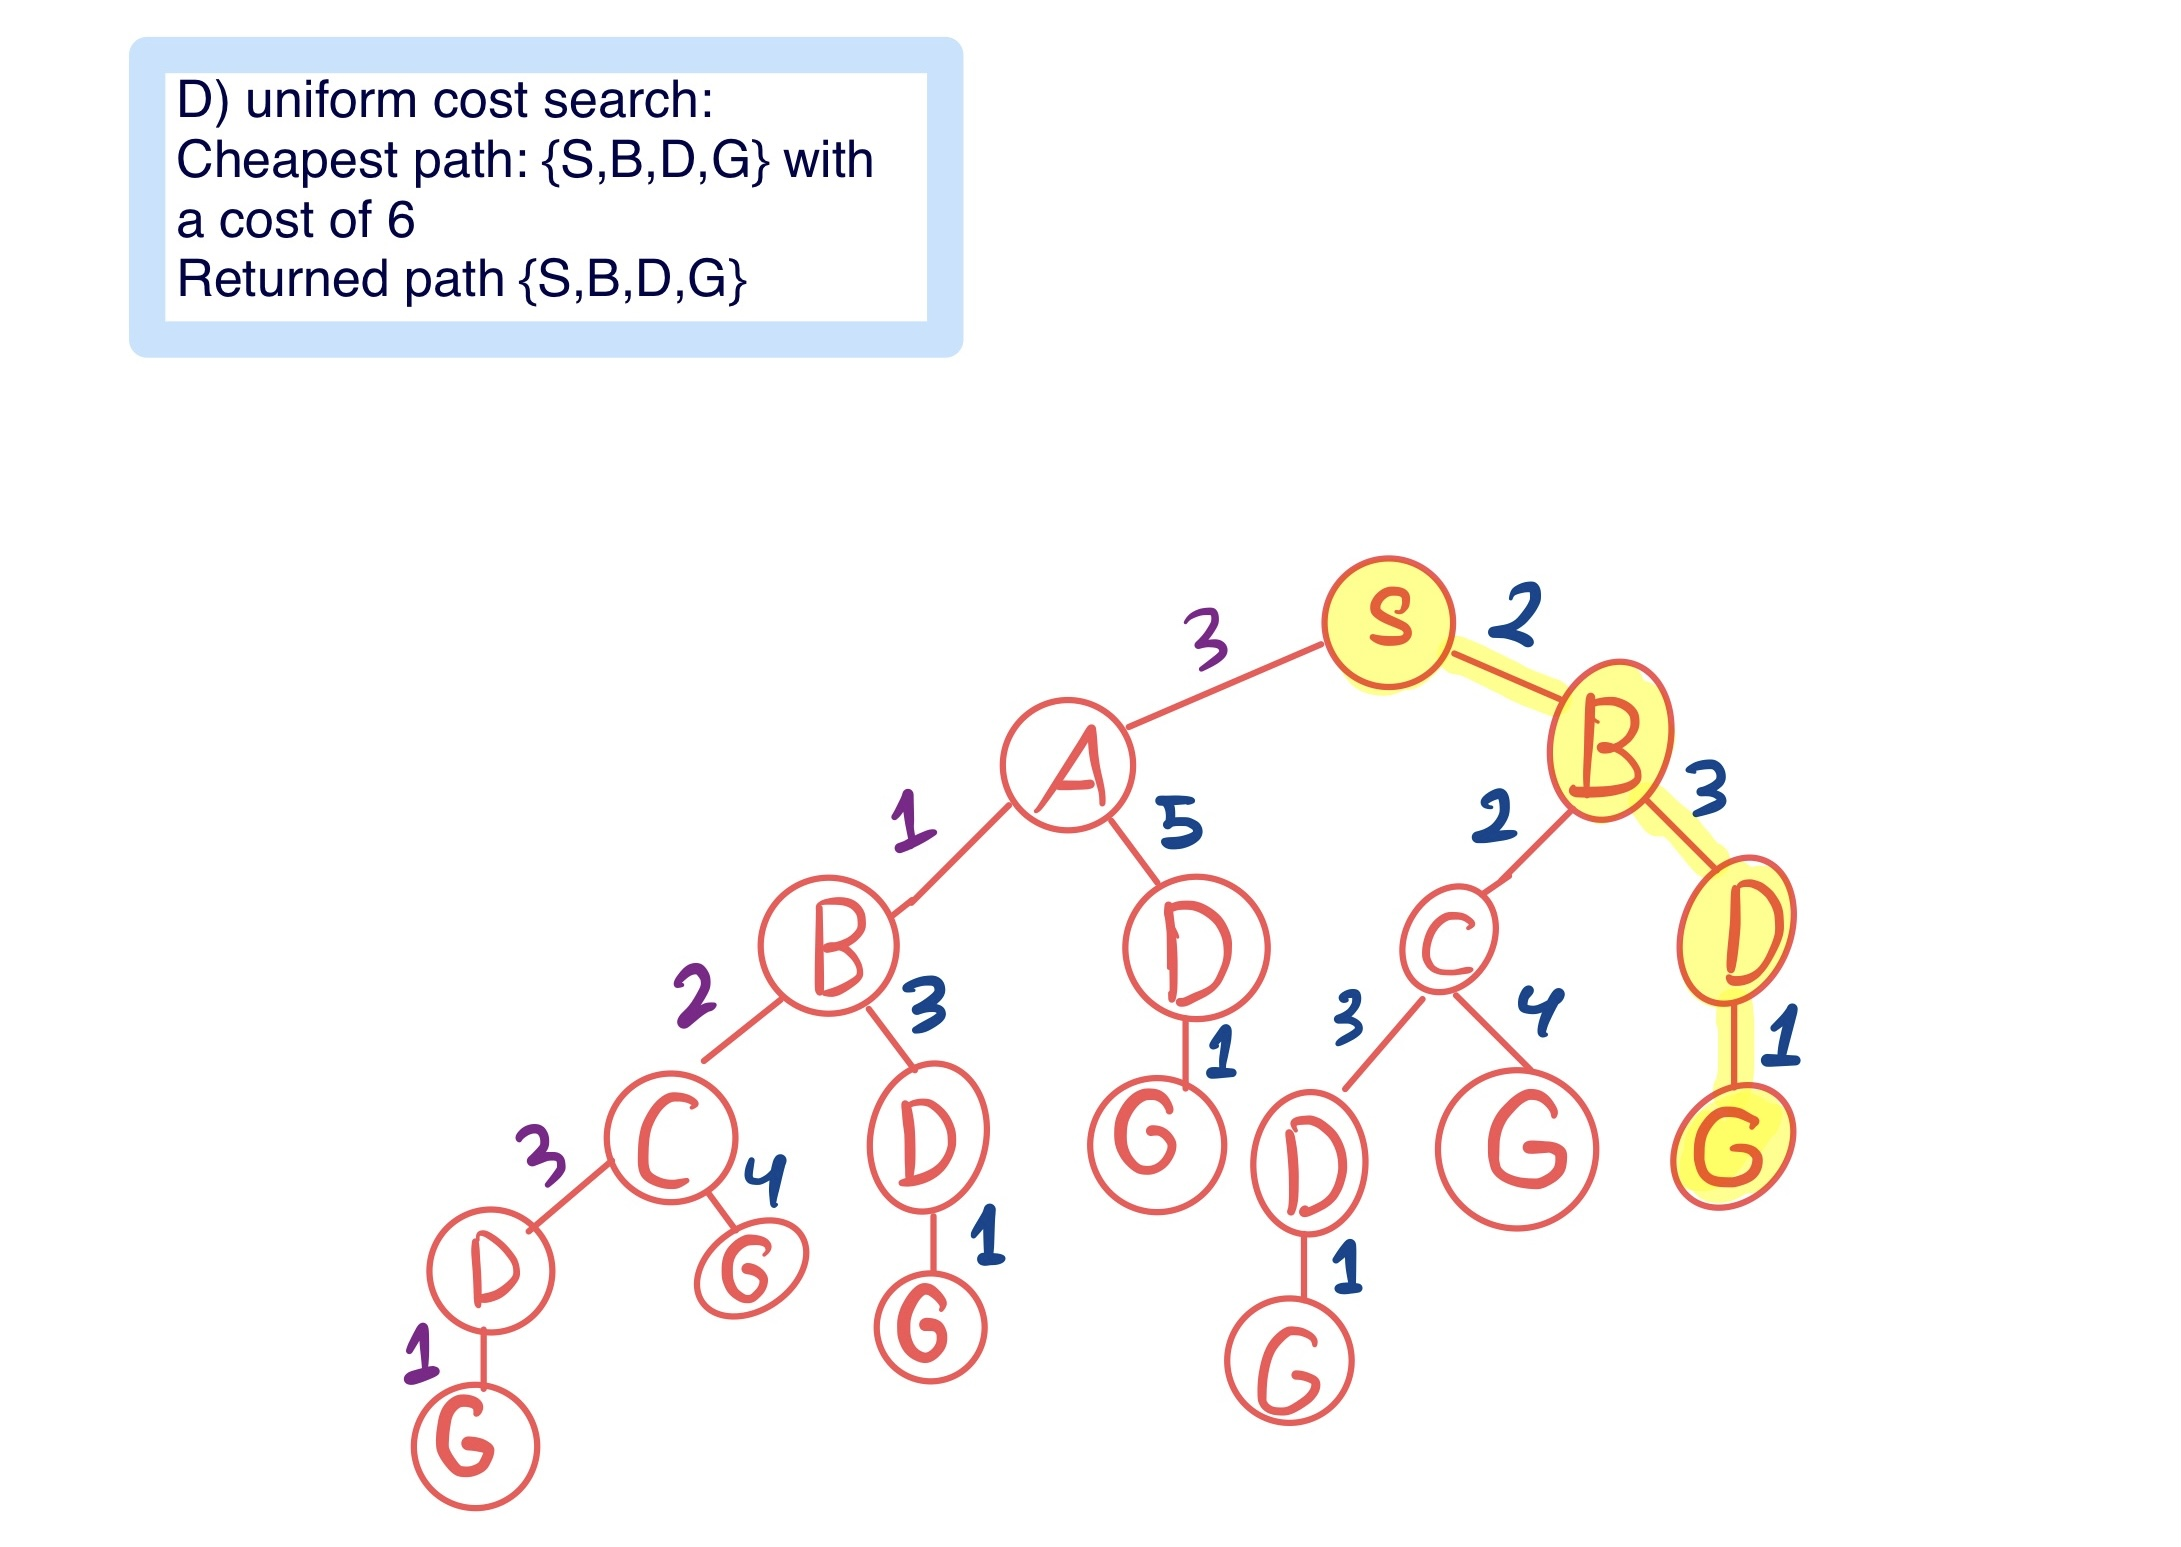 D) uniform cost search:
Cheapest path: {S,B,D,G} with
a cost of 6
Returned path {S,B,D,G}
S
3
2
A
B
1
5
2
3
B
D
C
D
2
3
1
3
4
1
C
D
G
D
G
G
3
4
1
1
D
G
G
G
1
G